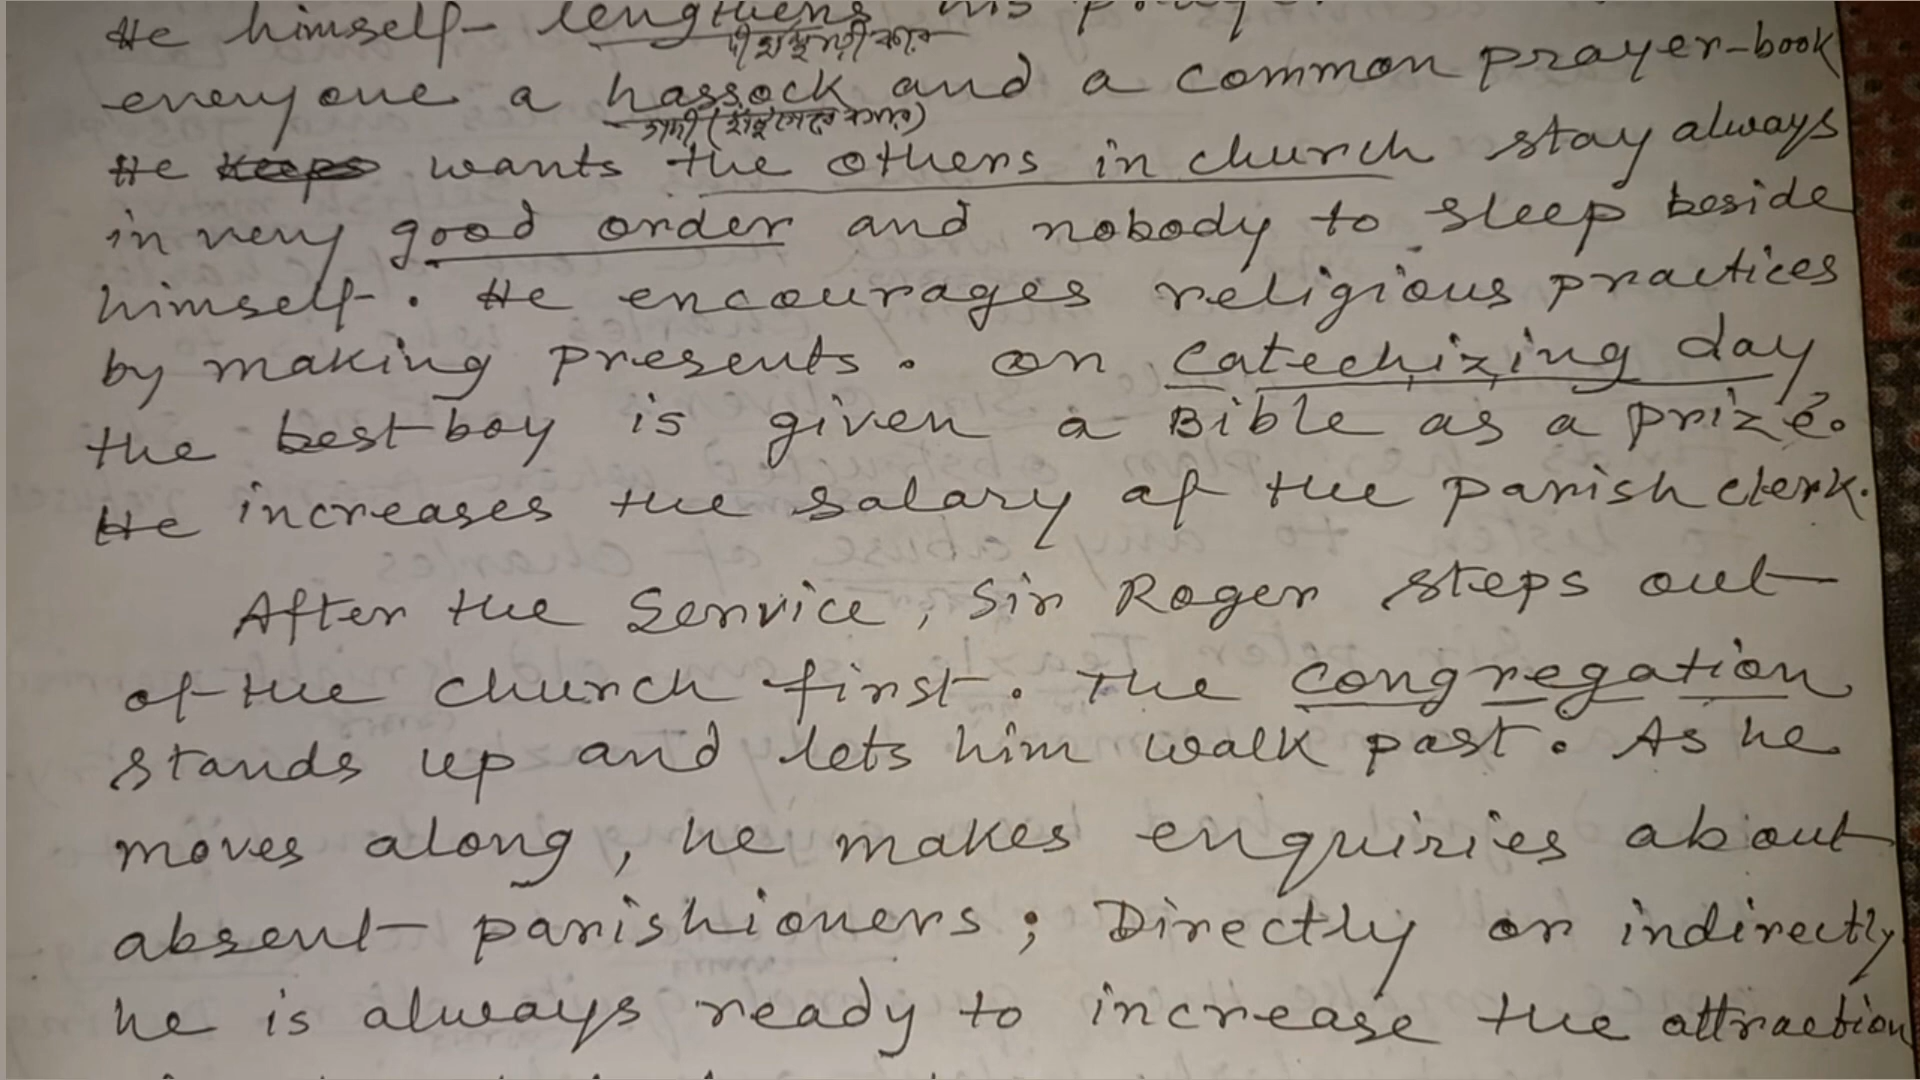 He himself lengthens his
everyone a hassock and a common prayer-book
গদী (হাঁটু গেড়ে বসার)
He keeps wants the others in church stay always
in very good order and nobody to sleep beside
himself. He encourages religious practices
by making presents. on catechizing day
the best boy is given a Bible as a prize.
He increases the salary of the parish clerk.
After the Service, Sir Roger steps out
of the church first. The congregation
stands up and lets him walk past. As he
moves along, he makes enquiries about
absent parishioners; Directly or indirectly
he is always ready to increase the attraction